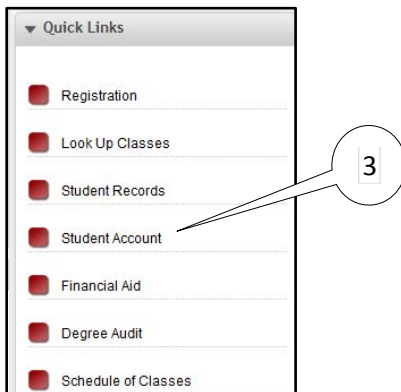 Quick Links
Registration
Look Up Classes
Student Records
Student Account
3
Financial Aid
Degree Audit
Schedule of Classes